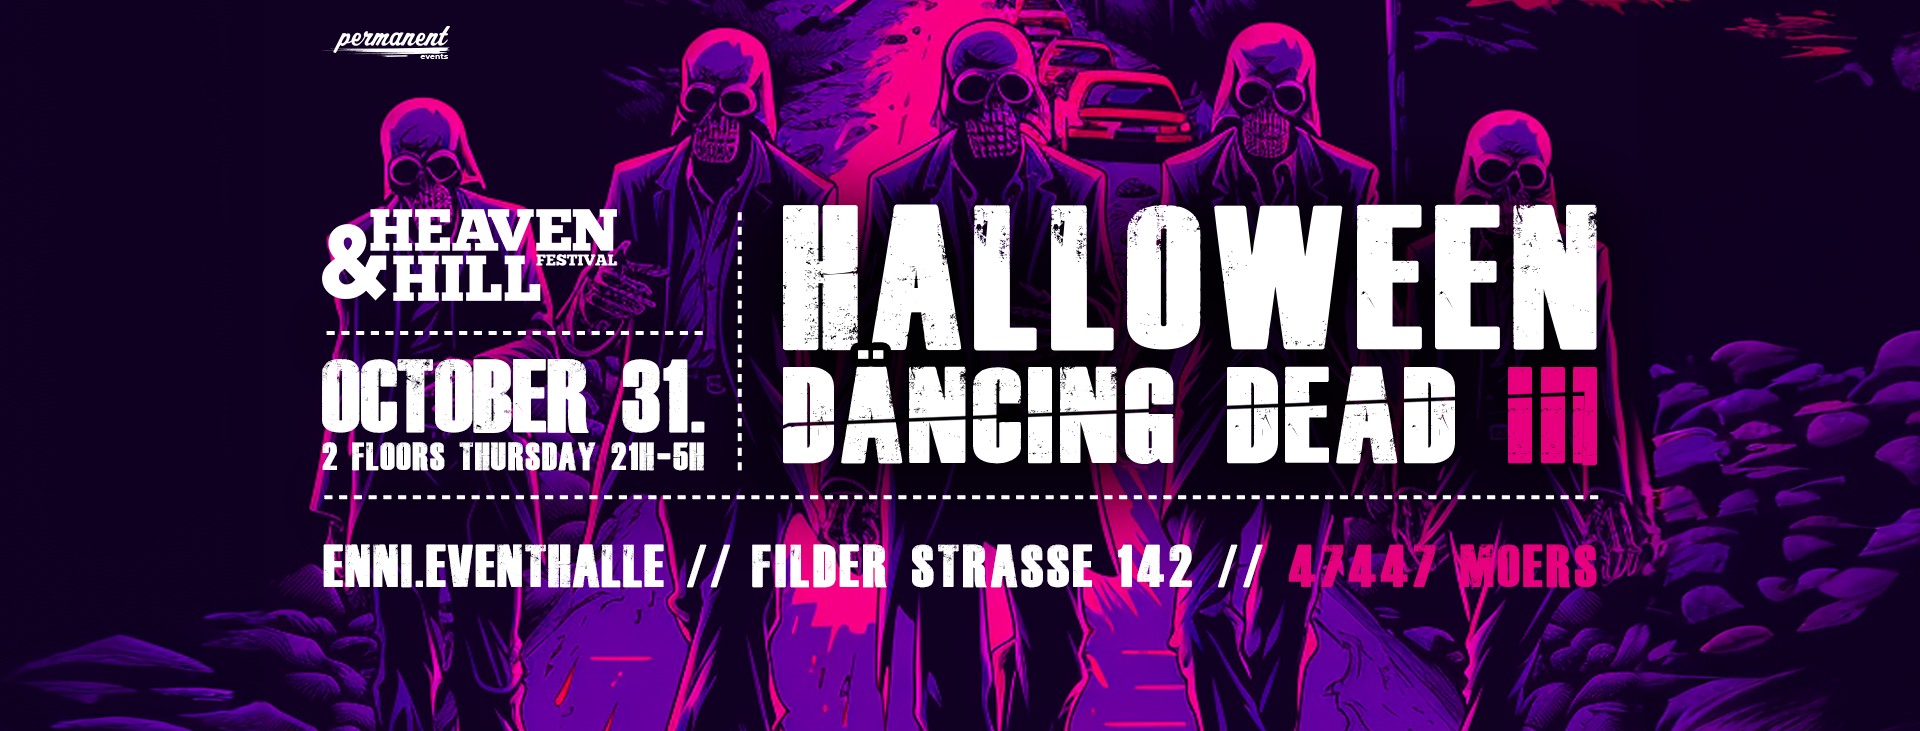 permanent
events
HEAVEN
& HILL FESTIVAL
OCTOBER 31.
2 FLOORS THURSDAY 21H-5H
HALLOWEEN
DÄNCING DEAD III
ENNI.EVENTHALLE // FILDER STRASSE 142 // 47447 MOERS